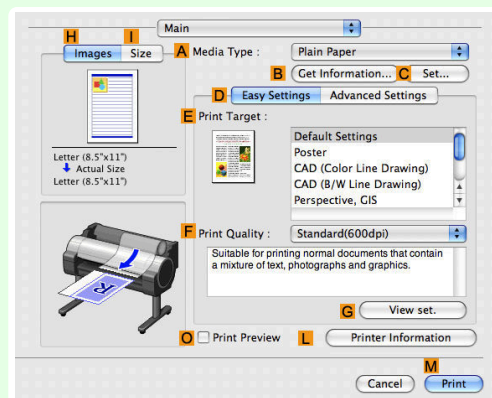 Main
H I
Images Size
A Media Type : Plain Paper
B Get Information... C Set...
D Easy Settings Advanced Settings
E Print Target :
Default Settings
Poster
CAD (Color Line Drawing)
CAD (B/W Line Drawing)
Perspective, GIS
Letter (8.5"x11")
Actual Size
Letter (8.5"x11")
F Print Quality : Standard(600dpi)
Suitable for printing normal documents that contain
a mixture of text, photographs and graphics.
R
G View set.
O Print Preview L Printer Information
M
Cancel Print